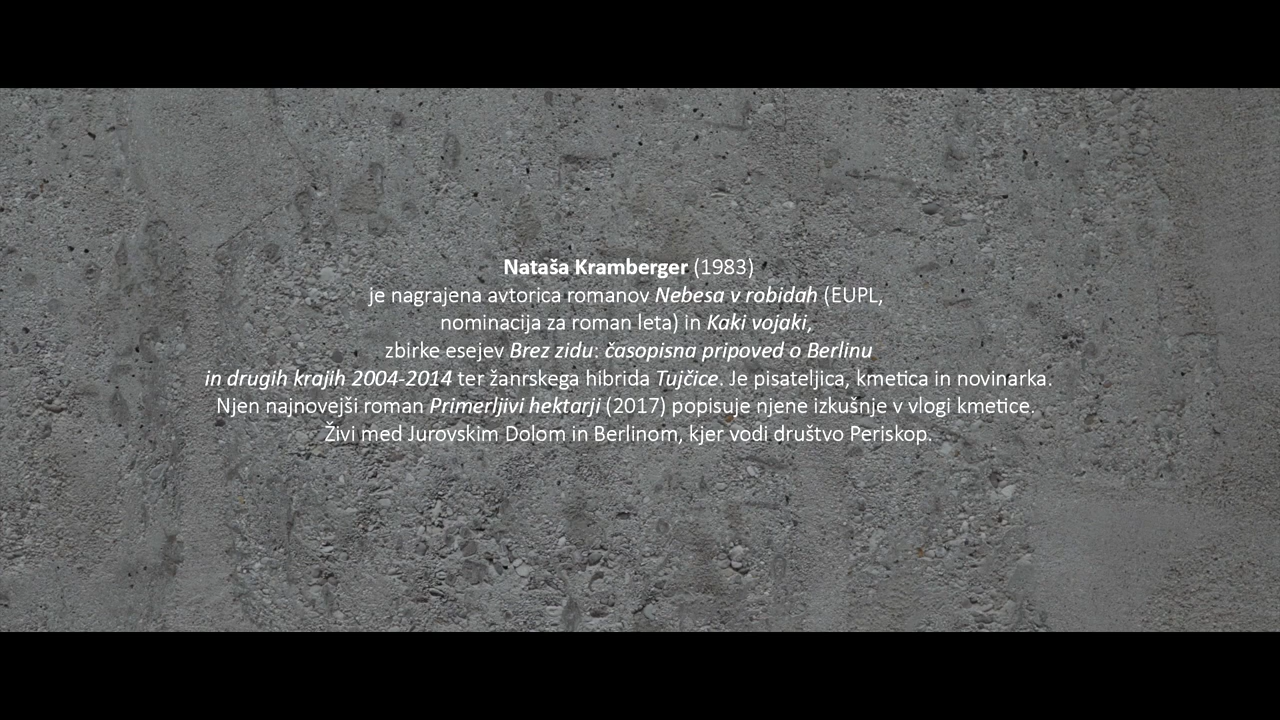 Nataša Kramberger (1983)
je nagrajena avtorica romanov Nebesa v robidah (EUPL,
nominacija za roman leta) in Kaki vojaki,
zbirke esejev Brez zidu: časopisna pripoved o Berlinu
in drugih krajih 2004-2014 ter žanrskega hibrida Tujčice. Je pisateljica, kmetica in novinarka.
Njen najnovejši roman Primerljivi hektarji (2017) popisuje njene izkušnje v vlogi kmetice.
Živi med Jurovskim Dolom in Berlinom, kjer vodi društvo Periskop.